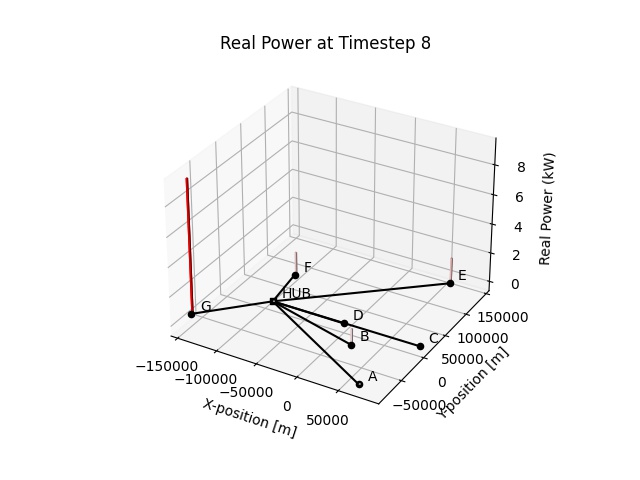 Real Power at Timestep 8
8
6
4
2
0
Real Power (kW)
F
E
HUB
G
D
B
C
A
−150000
−100000
−50000
0
50000
X-position [m]
−50000
0
50000
100000
150000
Y-position [m]